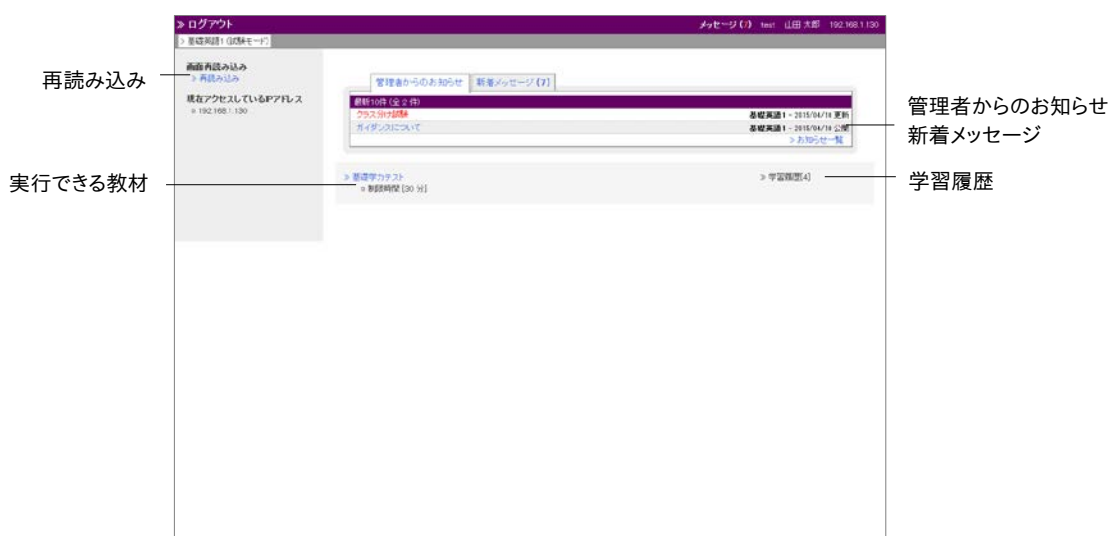 ≫ ログアウト
メッセージ (7) test 山田 太郎 192.168.1.130
> 基礎英語1 (試験モード)
画面再読み込み
> 再読み込み
現在アクセスしているIPアドレス
192.168.1.130
管理者からのお知らせ 新着メッセージ (7)
最新10件 (全 2 件)
クラス分け試験 基礎英語1 - 2015/04/10 更新
ガイダンスについて 基礎英語1 - 2015/04/10 公開
> お知らせ一覧
> 基礎学力テスト > 学習履歴[4]
制限時間 [30 分]
再読み込み
実行できる教材
管理者からのお知らせ
新着メッセージ
学習履歴